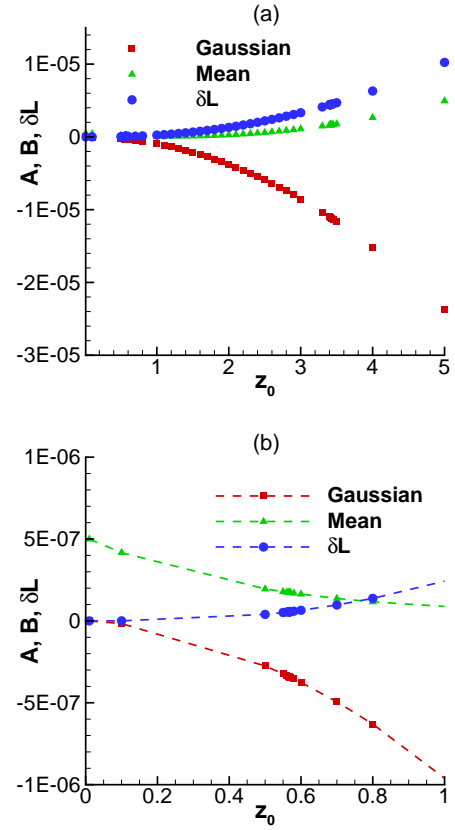 (a)
1E-05
0
-1E-05
-2E-05
-3E-05
A, B, δL
Gaussian
Mean
δL
1 2 3 4 5
z0
(b)
1E-06
5E-07
0
-5E-07
-1E-06
A, B, δL
Gaussian
Mean
δL
0 0.2 0.4 0.6 0.8 1
z0